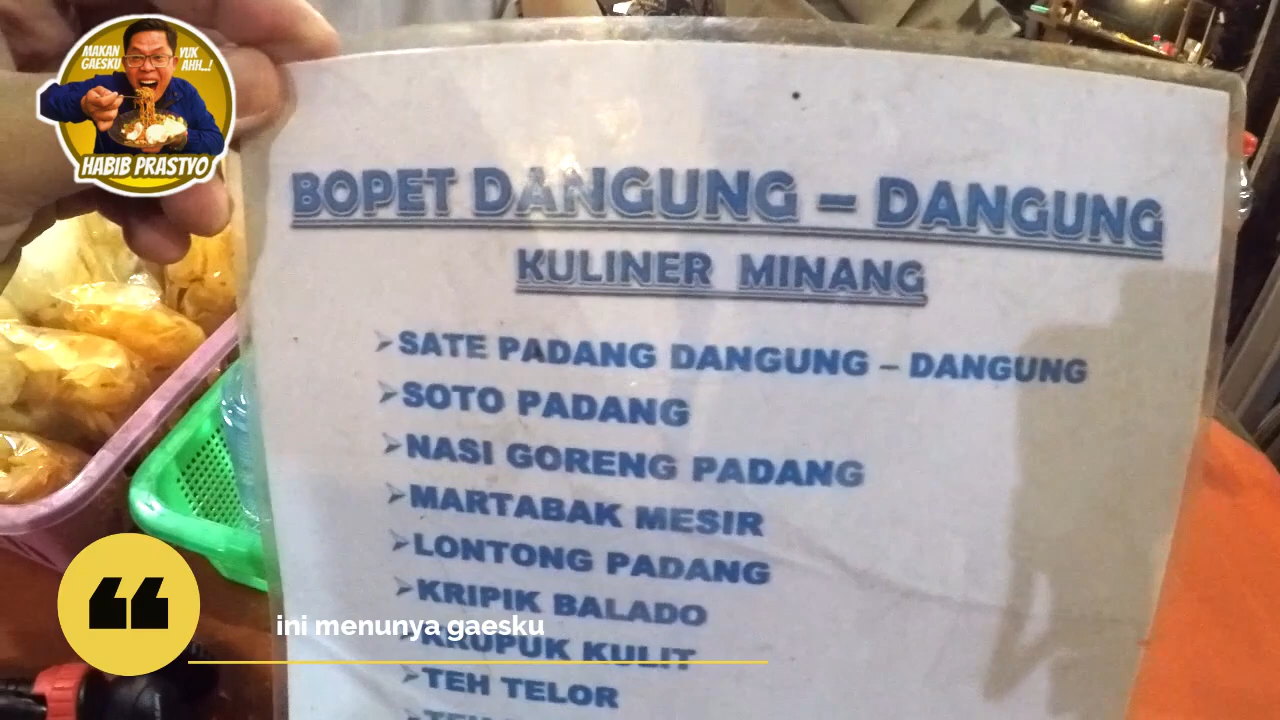 MAKAN GAESKU
YUK AHH...!
HABIB PRASTYO
BOPET DANGUNG – DANGUNG
KULINER MINANG
➢SATE PADANG DANGUNG – DANGUNG
➢SOTO PADANG
➢NASI GORENG PADANG
➢MARTABAK MESIR
➢LONTONG PADANG
➢KRIPIK BALADO
ini menunya gaesku
➢KRUPUK KULIT
➢TEH TELOR